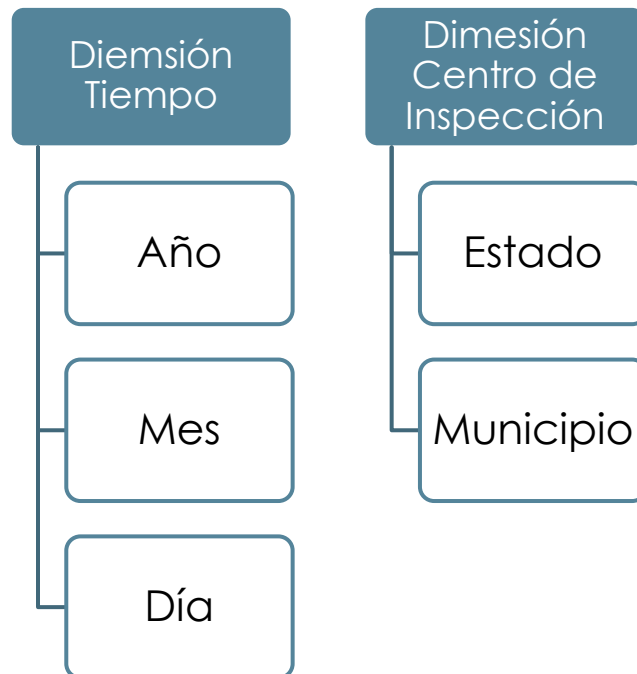 Diemsión
Tiempo
Año
Mes
Día
Dimesión
Centro de
Inspección
Estado
Municipio